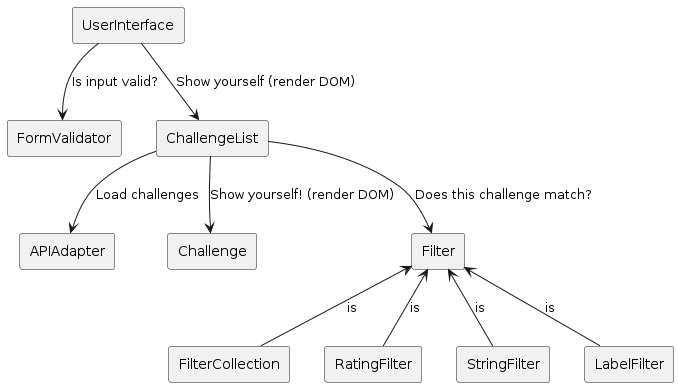 UserInterface
Is input valid?
Show yourself (render DOM)
FormValidator
ChallengeList
Load challenges
Show yourself! (render DOM)
Does this challenge match?
APIAdapter
Challenge
Filter
is
is
is
is
FilterCollection
RatingFilter
StringFilter
LabelFilter